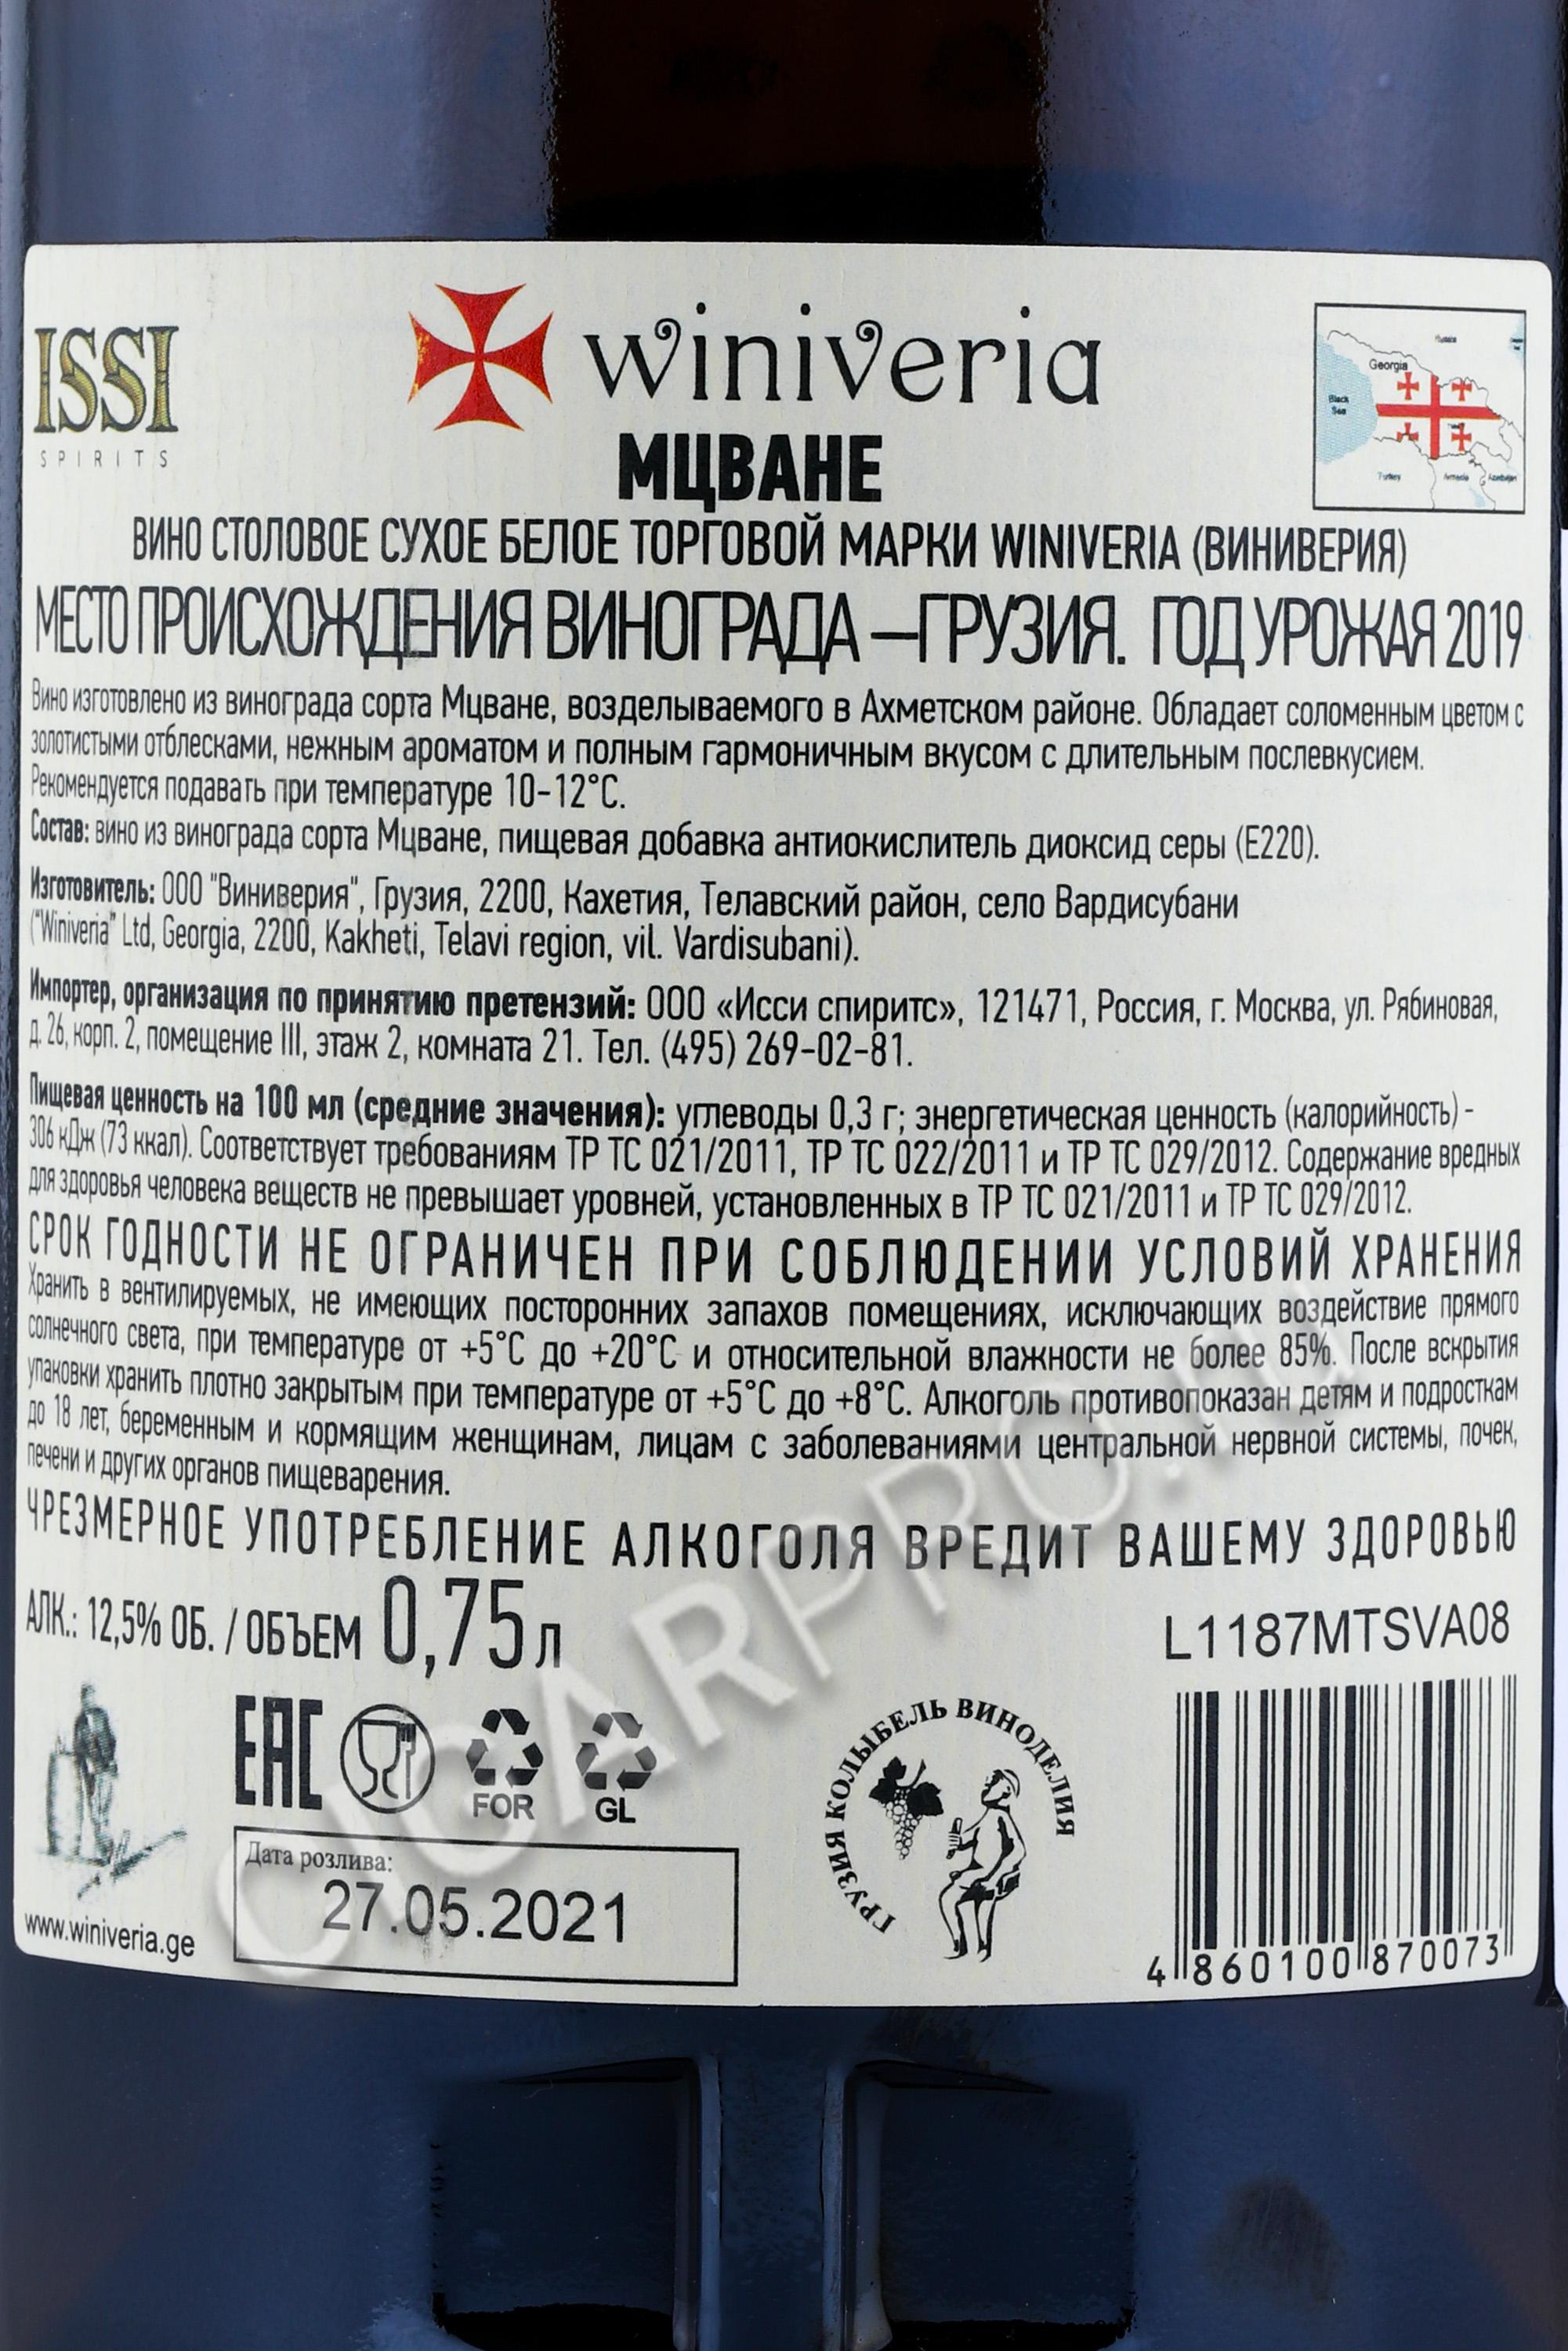 ISSI
SPIRITS
winiveria
Russia
Georgia
Black
Sea
Turkey
Armenia
Azerbaijan
МЦВАНЕ
ВИНО СТОЛОВОЕ СУХОЕ БЕЛОЕ ТОРГОВОЙ МАРКИ WINIVERIA (ВИНИВЕРИЯ)
МЕСТО ПРОИСХОЖДЕНИЯ ВИНОГРАДА —ГРУЗИЯ. ГОД УРОЖАЯ 2019
Вино изготовлено из винограда сорта Мцване, возделываемого в Ахметском районе. Обладает соломенным цветом с
золотистыми отблесками, нежным ароматом и полным гармоничным вкусом с длительным послевкусием.
Рекомендуется подавать при температуре 10-12°С.
Состав: вино из винограда сорта Мцване, пищевая добавка антиокислитель диоксид серы (Е220).
Изготовитель: ООО "Виниверия", Грузия, 2200, Кахетия, Телавский район, село Вардисубани
("Winiveria" Ltd, Georgia, 2200, Kakheti, Telavi region, vil. Vardisubani).
Импортер, организация по принятию претензий: ООО «Исси спиритс», 121471, Россия, г. Москва, ул. Рябиновая,
д. 26, корп. 2, помещение III, этаж 2, комната 21. Тел. (495) 269-02-81.
Пищевая ценность на 100 мл (средние значения): углеводы 0,3 г; энергетическая ценность (калорийность) -
306 кДж (73 ккал). Соответствует требованиям ТР ТС 021/2011, ТР ТС 022/2011 и ТР ТС 029/2012. Содержание вредных
для здоровья человека веществ не превышает уровней, установленных в ТР ТС 021/2011 и ТР ТС 029/2012.
СРОК ГОДНОСТИ НЕ ОГРАНИЧЕН ПРИ СОБЛЮДЕНИИ УСЛОВИЙ ХРАНЕНИЯ
Хранить в вентилируемых, не имеющих посторонних запахов помещениях, исключающих воздействие прямого
солнечного света, при температуре от +5°С до +20°С и относительной влажности не более 85%. После вскрытия
упаковки хранить плотно закрытым при температуре от +5°С до +8°С. Алкоголь противопоказан детям и подросткам
до 18 лет, беременным и кормящим женщинам, лицам с заболеваниями центральной нервной системы, почек,
печени и других органов пищеварения.
ЧРЕЗМЕРНОЕ УПОТРЕБЛЕНИЕ АЛКОГОЛЯ ВРЕДИТ ВАШЕМУ ЗДОРОВЬЮ
АЛК.: 12,5% ОБ. / ОБЪЕМ 0,75 л
L1187MTSVA08
EAC
FOR
GL
ГРУЗИЯ КОЛЫБЕЛЬ ВИНОДЕЛИЯ
Дата розлива:
27.05.2021
www.winiveria.ge
4 860100 870073
CIGARPRO.ru